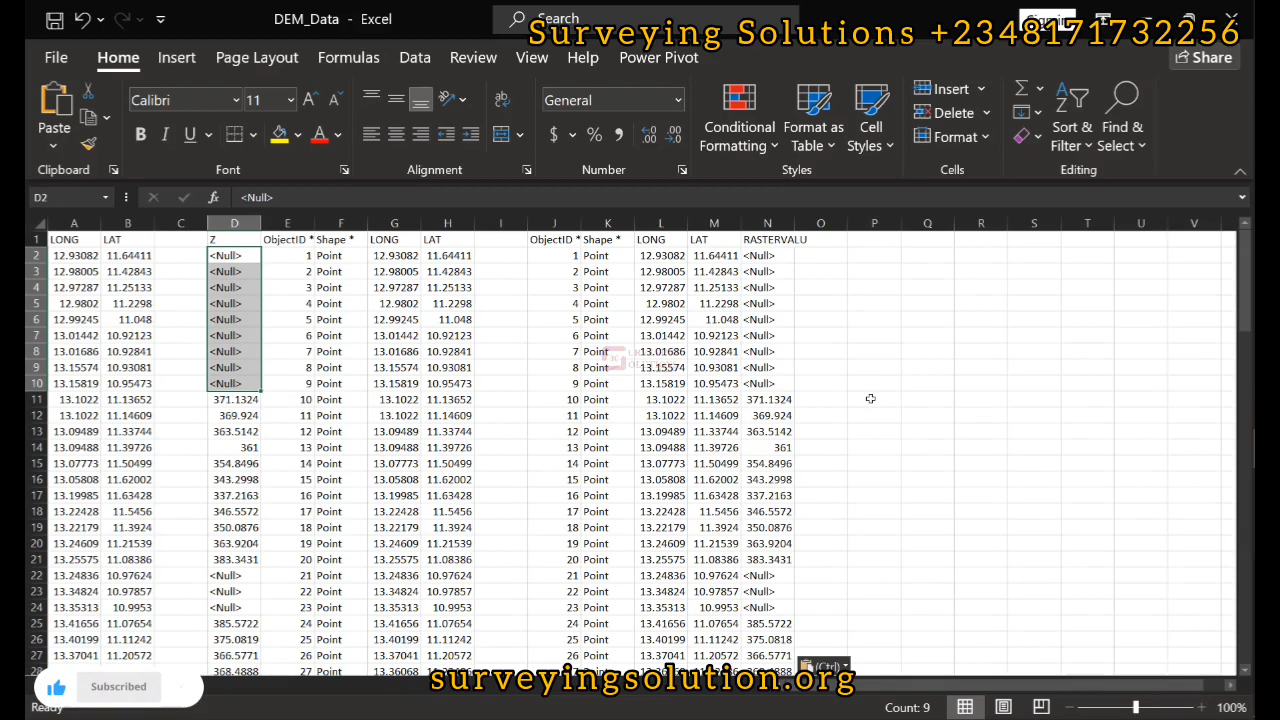 DEM_Data - Excel
Search
Surveying Solutions +2348171732256
File Home Insert Page Layout Formulas Data Review View Help Power Pivot Share
Paste
Calibri 11
B I U
General
$ %
Conditional Formatting
Format as Table
Cell Styles
Insert
Delete
Format
Sort & Filter
Find & Select
Clipboard Font Alignment Number Styles Cells Editing
D2 fx <Null>
A B C D E F G H I J K L M N O P Q R S T U V
1 LONG LAT Z ObjectID * Shape * LONG LAT ObjectID * Shape * LONG LAT RASTERVALU
2 12.93082 11.64411 <Null> 1 Point 12.93082 11.64411 1 Point 12.93082 11.64411 <Null>
3 12.98005 11.42843 <Null> 2 Point 12.98005 11.42843 2 Point 12.98005 11.42843 <Null>
4 12.97287 11.25133 <Null> 3 Point 12.97287 11.25133 3 Point 12.97287 11.25133 <Null>
5 12.9802 11.2298 <Null> 4 Point 12.9802 11.2298 4 Point 12.9802 11.2298 <Null>
6 12.99245 11.048 <Null> 5 Point 12.99245 11.048 5 Point 12.99245 11.048 <Null>
7 13.01442 10.92123 <Null> 6 Point 13.01442 10.92123 6 Point 13.01442 10.92123 <Null>
8 13.01686 10.92841 <Null> 7 Point 13.01686 10.92841 7 Point 13.01686 10.92841 <Null>
9 13.15574 10.93081 <Null> 8 Point 13.15574 10.93081 8 Point 13.15574 10.93081 <Null>
10 13.15819 10.95473 <Null> 9 Point 13.15819 10.95473 9 Point 13.15819 10.95473 <Null>
11 13.1022 11.13652 371.1324 10 Point 13.1022 11.13652 10 Point 13.1022 11.13652 371.1324
12 13.1022 11.14609 369.924 11 Point 13.1022 11.14609 11 Point 13.1022 11.14609 369.924
13 13.09489 11.33744 363.5142 12 Point 13.09489 11.33744 12 Point 13.09489 11.33744 363.5142
14 13.09488 11.39726 361 13 Point 13.09488 11.39726 13 Point 13.09488 11.39726 361
15 13.07773 11.50499 354.8496 14 Point 13.07773 11.50499 14 Point 13.07773 11.50499 354.8496
16 13.05808 11.62002 343.2998 15 Point 13.05808 11.62002 15 Point 13.05808 11.62002 343.2998
17 13.19985 11.63428 337.2163 16 Point 13.19985 11.63428 16 Point 13.19985 11.63428 337.2163
18 13.22428 11.5456 346.5572 17 Point 13.22428 11.5456 17 Point 13.22428 11.5456 346.5572
19 13.22179 11.3924 350.0876 18 Point 13.22179 11.3924 18 Point 13.22179 11.3924 350.0876
20 13.24609 11.21539 363.9204 19 Point 13.24609 11.21539 19 Point 13.24609 11.21539 363.9204
21 13.25575 11.08386 383.3431 20 Point 13.25575 11.08386 20 Point 13.25575 11.08386 383.3431
22 13.24836 10.97624 <Null> 21 Point 13.24836 10.97624 21 Point 13.24836 10.97624 <Null>
23 13.34824 10.97857 <Null> 22 Point 13.34824 10.97857 22 Point 13.34824 10.97857 <Null>
24 13.35313 10.9953 <Null> 23 Point 13.35313 10.9953 23 Point 13.35313 10.9953 <Null>
25 13.41656 11.07654 385.5722 24 Point 13.41656 11.07654 24 Point 13.41656 11.07654 385.5722
26 13.40199 11.11242 375.0819 25 Point 13.40199 11.11242 25 Point 13.40199 11.11242 375.0818
27 13.37041 11.20572 366.5771 26 Point 13.37041 11.20572 26 Point 13.37041 11.20572 366.5771
368.4888 27 Point 13.36068 27 Point
(Ctrl)
Subscribed
surveyingsolution.org
Ready Count: 9 100%